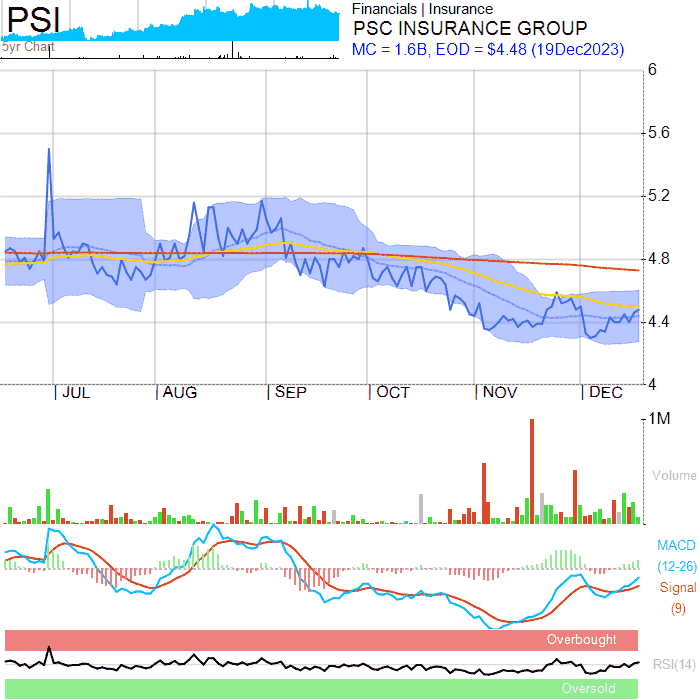 PSI
5yr Chart
Financials | Insurance
PSC INSURANCE GROUP
MC = 1.6B, EOD = $4.48 (19Dec2023)
6
5.6
5.2
4.8
4.4
4
JUL AUG SEP OCT NOV DEC
1M
Volume
MACD
(12-26)
Signal
(9)
Overbought
RSI(14)
Oversold